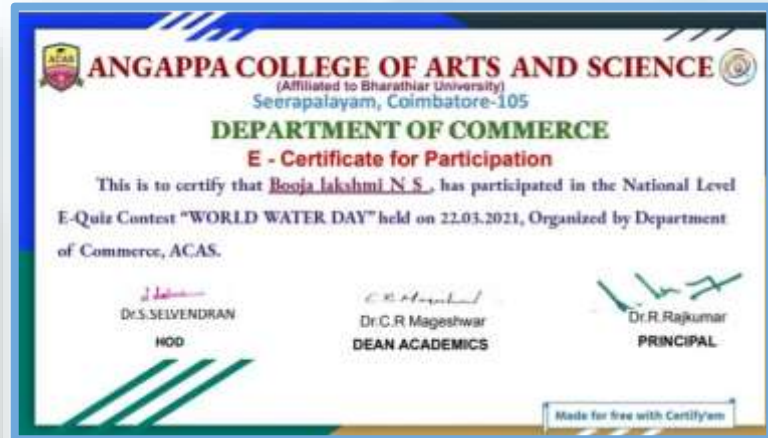 ACAS
ANGAPPA COLLEGE OF ARTS AND SCIENCE
(Affiliated to Bharathiar University)
Seerapalayam, Coimbatore-105
DEPARTMENT OF COMMERCE
E - Certificate for Participation
This is to certify that Booja lakshmi N S , has participated in the National Level
E-Quiz Contest "WORLD WATER DAY" held on 22.03.2021, Organized by Department
of Commerce, ACAS.
Dr.S.SELVENDRAN
HOD
C.R. Mageshwar
Dr.C.R Mageshwar
DEAN ACADEMICS
Dr.R.Rajkumar
PRINCIPAL
Made for free with Certify'em